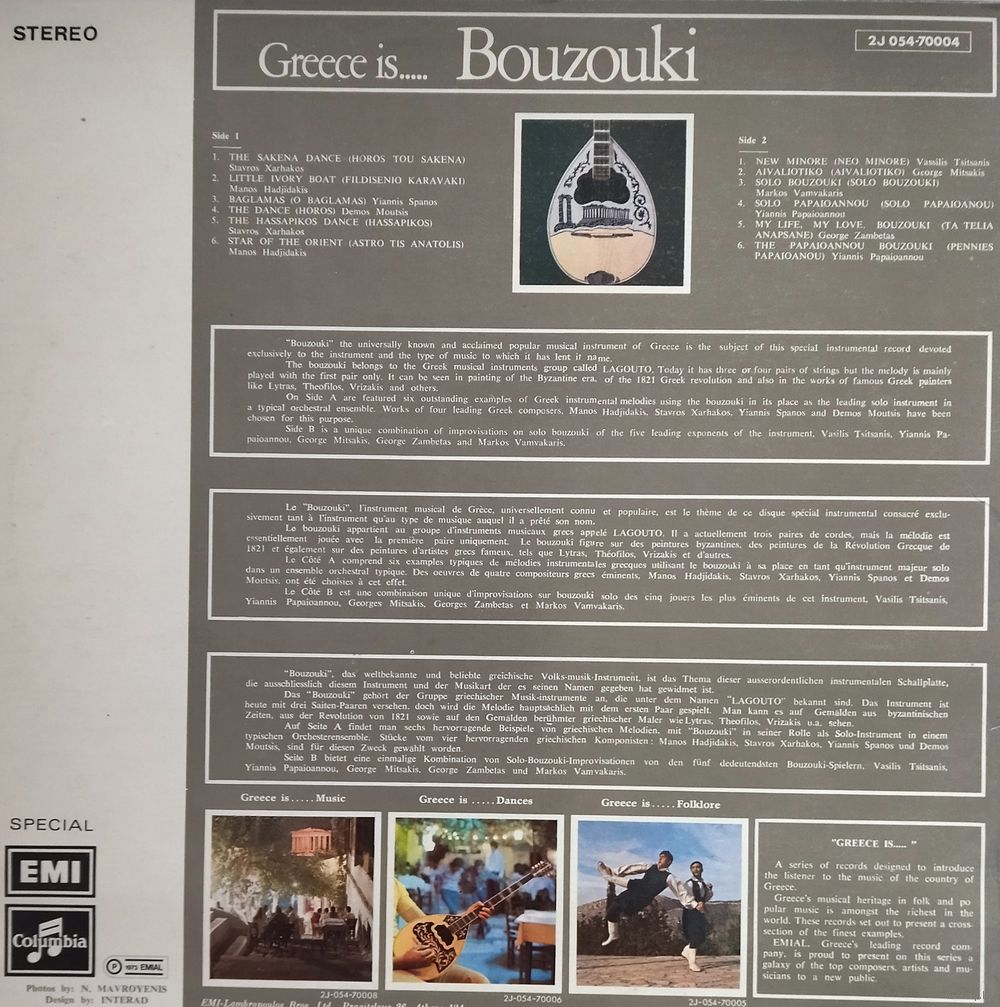 STEREO
Greece is..... Bouzouki
2J 054-70004
Side 1
1. THE SAKENA DANCE (HOROS TOU SAKENA)
Stavros Xarhakos
2. LITTLE IVORY BOAT (FILDISENIO KARAVAKI)
Manos Hadjidakis
3. BAGLAMAS (O BAGLAMAS) Yiannis Spanos
4. THE DANCE (HOROS) Demos Moutsis
5. THE HASSAPIKOS DANCE (HASSAPIKOS)
Stavros Xarhakos
6. STAR OF THE ORIENT (ASTRO TIS ANATOLIS)
Manos Hadjidakis
Side 2
1. NEW MINORE (NEO MINORE) Vassilis Tsitsanis
2. AIVALIOTIKO (AIVALIOTIKO) George Mitsakis
3. SOLO BOUZOUKI (SOLO BOUZOUKI)
Markos Vamvakaris
4. SOLO PAPAIOANNOU (SOLO PAPAIOANOU)
Yiannis Papaioannou
5. MY LIFE, MY LOVE, BOUZOUKI (TA TELIA
ANAPSANE) George Zambetas
6. THE PAPAIOANNOU BOUZOUKI (PENNIES
PAPAIOANOU) Yiannis Papaioannou
"Bouzouki" the universally known and acclaimed popular musical instrument of Greece is the subject of this special instrumental record devoted
exclusively to the instrument and the type of music to which it has lent it name.
The bouzouki belongs to the Greek musical instruments group called LAGOUTO. Today it has three or four pairs of strings but the melody is mainly
played with the first pair only. It can be seen in painting of the Byzantine era, of the 1821 Greek revolution and also in the works of famous Greek painters
like Lytras, Theofilos, Vrizakis and others.
On Side A are featured six outstanding examples of Greek instrumental melodies using the bouzouki in its place as the leading solo instrument in
a typical orchestral ensemble. Works of four leading Greek composers, Manos Hadjidakis, Stavros Xarhakos, Yiannis Spanos and Demos Moutsis have been
chosen for this purpose.
Side B is a unique combination of improvisations on solo bouzouki of the five leading exponents of the instrument, Vasilis Tsitsanis, Yiannis Pa-
paioannou, George Mitsakis, George Zambetas and Markos Vamvakaris.
Le "Bouzouki", l'instrument musical de Grèce, universellement connu et populaire, est le thème de ce disque spécial instrumental consacré exclu-
sivement tant à l'instrument qu'au type de musique auquel il a prêté son nom.
Le bouzouki appartient au groupe d'instruments musicaux grecs appelé LAGOUTO. Il a actuellement trois paires de cordes, mais la mélodie est
essentiellement jouée avec la première paire uniquement. Le bouzouki figure sur des peintures byzantines, des peintures de la Révolution Grecque de
1821 et également sur des peintures d'artistes grecs fameux, tels que Lytras, Théofilos, Vrizakis et d'autres.
Le Côté A comprend six exemples typiques de mélodies instrumentales grecques utilisant le bouzouki à sa place en tant qu'instrument majeur solo
dans un ensemble orchestral typique. Des oeuvres de quatre compositeurs grecs éminents, Manos Hadjidakis, Stavros Xarhakos, Yiannis Spanos et Demos
Moutsis, ont été choisies à cet effet.
Le Côté B est une combinaison unique d'improvisations sur bouzouki solo des cinq jouers les plus éminents de cet instrument, Vasilis Tsitsanis,
Yiannis Papaioannou, Georges Mitsakis, Georges Zambetas et Markos Vamvakaris.
"Bouzouki", das weltbekannte und beliebte greichische Volks-musik-Instrument, ist das Thema dieser ausserordentlichen instrumentalen Schallplatte,
die ausschliesslich diesem Instrument und der Musikart der es seinen Namen gegeben hat gewidmet ist.
Das "Bouzouki" gehört der Gruppe griechischer Musik-instrumente an, die unter dem Namen "LAGOUTO" bekannt sind. Das Instrument ist
heute mit drei Saiten-Paaren versehen, doch wird die Melodie hauptsächlich mit dem ersten Paar gespielt. Man kann es auf Gemälden aus byzantinischen
Zeiten, aus der Revolution von 1821 sowie auf den Gemälden berühmter griechischer Maler wie Lytras, Theofilos, Vrizakis u.a. sehen.
Auf Seite A findet man sechs hervorragende Beispiele von griechischen Melodien, mit "Bouzouki" in seiner Rolle als Solo-Instrument in einem
typischen Orchesterensemble. Stücke vom vier hervorragenden griechischen Komponisten: Manos Hadjidakis, Stavros Xarhakos, Yiannis Spanos und Demos
Moutsis, sind für diesen Zweck gewählt worden.
Seite B bietet eine einmalige Kombination von Solo-Bouzouki-Improvisationen von den fünf dedeutendsten Bouzouki-Spielern, Vasilis Tsitsanis,
Yiannis Papaioannou, George Mitsakis, George Zambetas und Markos Vamvakaris.
Greece is.....Music
Greece is .....Dances
Greece is.....Folklore
2J-054-70008
2J-054-70006
2J-054-70005
"GREECE IS..... "
A series of records designed to introduce
the listener to the music of the country of
Greece.
Greece's musical heritage in folk and po
pular music is amongst the richest in the
world. These records set out to present a cross-
section of the finest examples.
EMIAL, Greece's leading record com-
pany, is proud to present on this series a
galaxy of the top composers, artists and mu-
sicians to a new public.
SPECIAL
EMI
Columbia
P 1973 EMIAL
Photos by: N. MAVROYENIS
Design by: INTERAD
EMI-Lambropoulos Bros. Ltd.